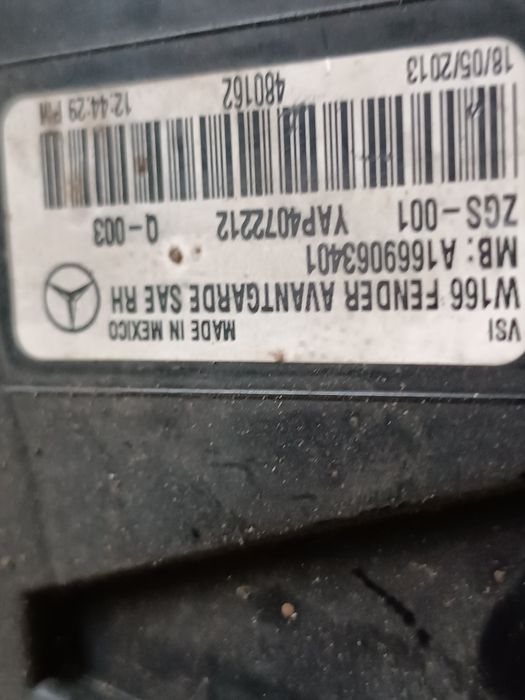 VSI MADE IN MEXICO
W166 FENDER AVANTGARDE SAE RH
MB: A1669063401
ZGS-001 YAP4072212 Q-003
480162
18/05/2013 12:44:29 PM